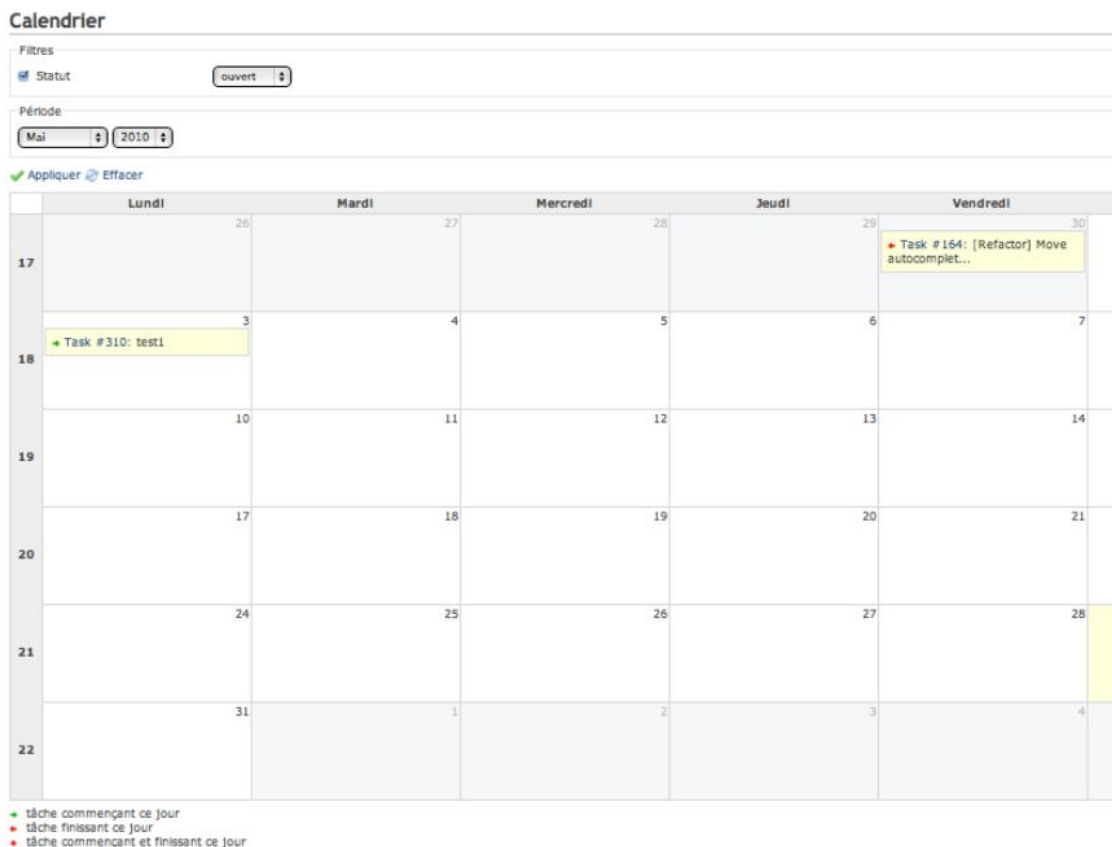 Calendrier
Filtres
Statut ouvert
Période
Mai 2010
Appliquer Effacer
Lundi Mardi Mercredi Jeudi Vendredi
26 27 28 29 30
Task #164: [Refactor] Move
autocomplet...
17
3 4 5 6 7
Task #310: test1
18
10 11 12 13 14
19
17 18 19 20 21
20
24 25 26 27 28
21
31 1 2 3 4
22
tâche commençant ce jour
tâche finissant ce jour
tâche commençant et finissant ce jour